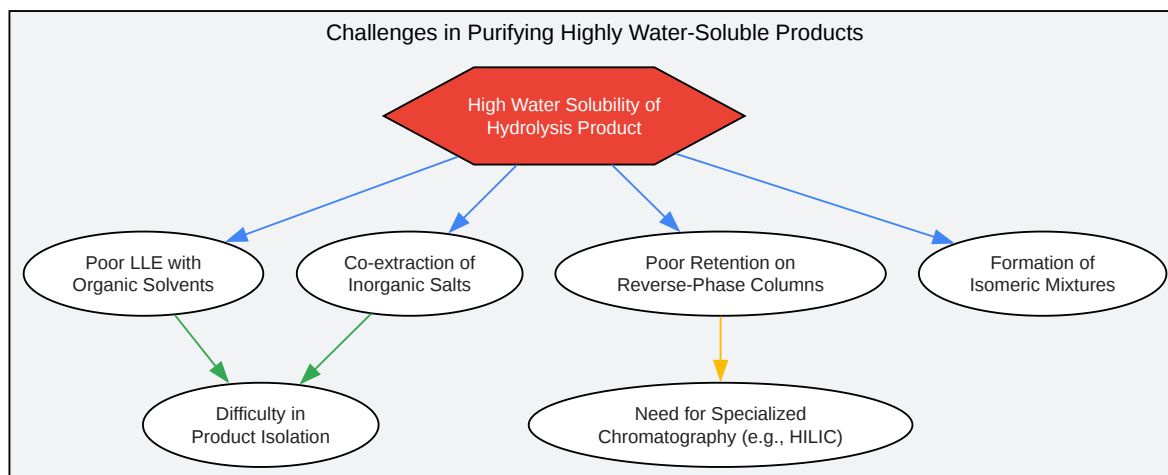 Challenges in Purifying Highly Water-Soluble Products
High Water Solubility of
Hydrolysis Product
Poor LLE with
Organic Solvents
Co-extraction of
Inorganic Salts
Poor Retention on
Reverse-Phase Columns
Formation of
Isomeric Mixtures
Difficulty in
Product Isolation
Need for Specialized
Chromatography (e.g., HILIC)